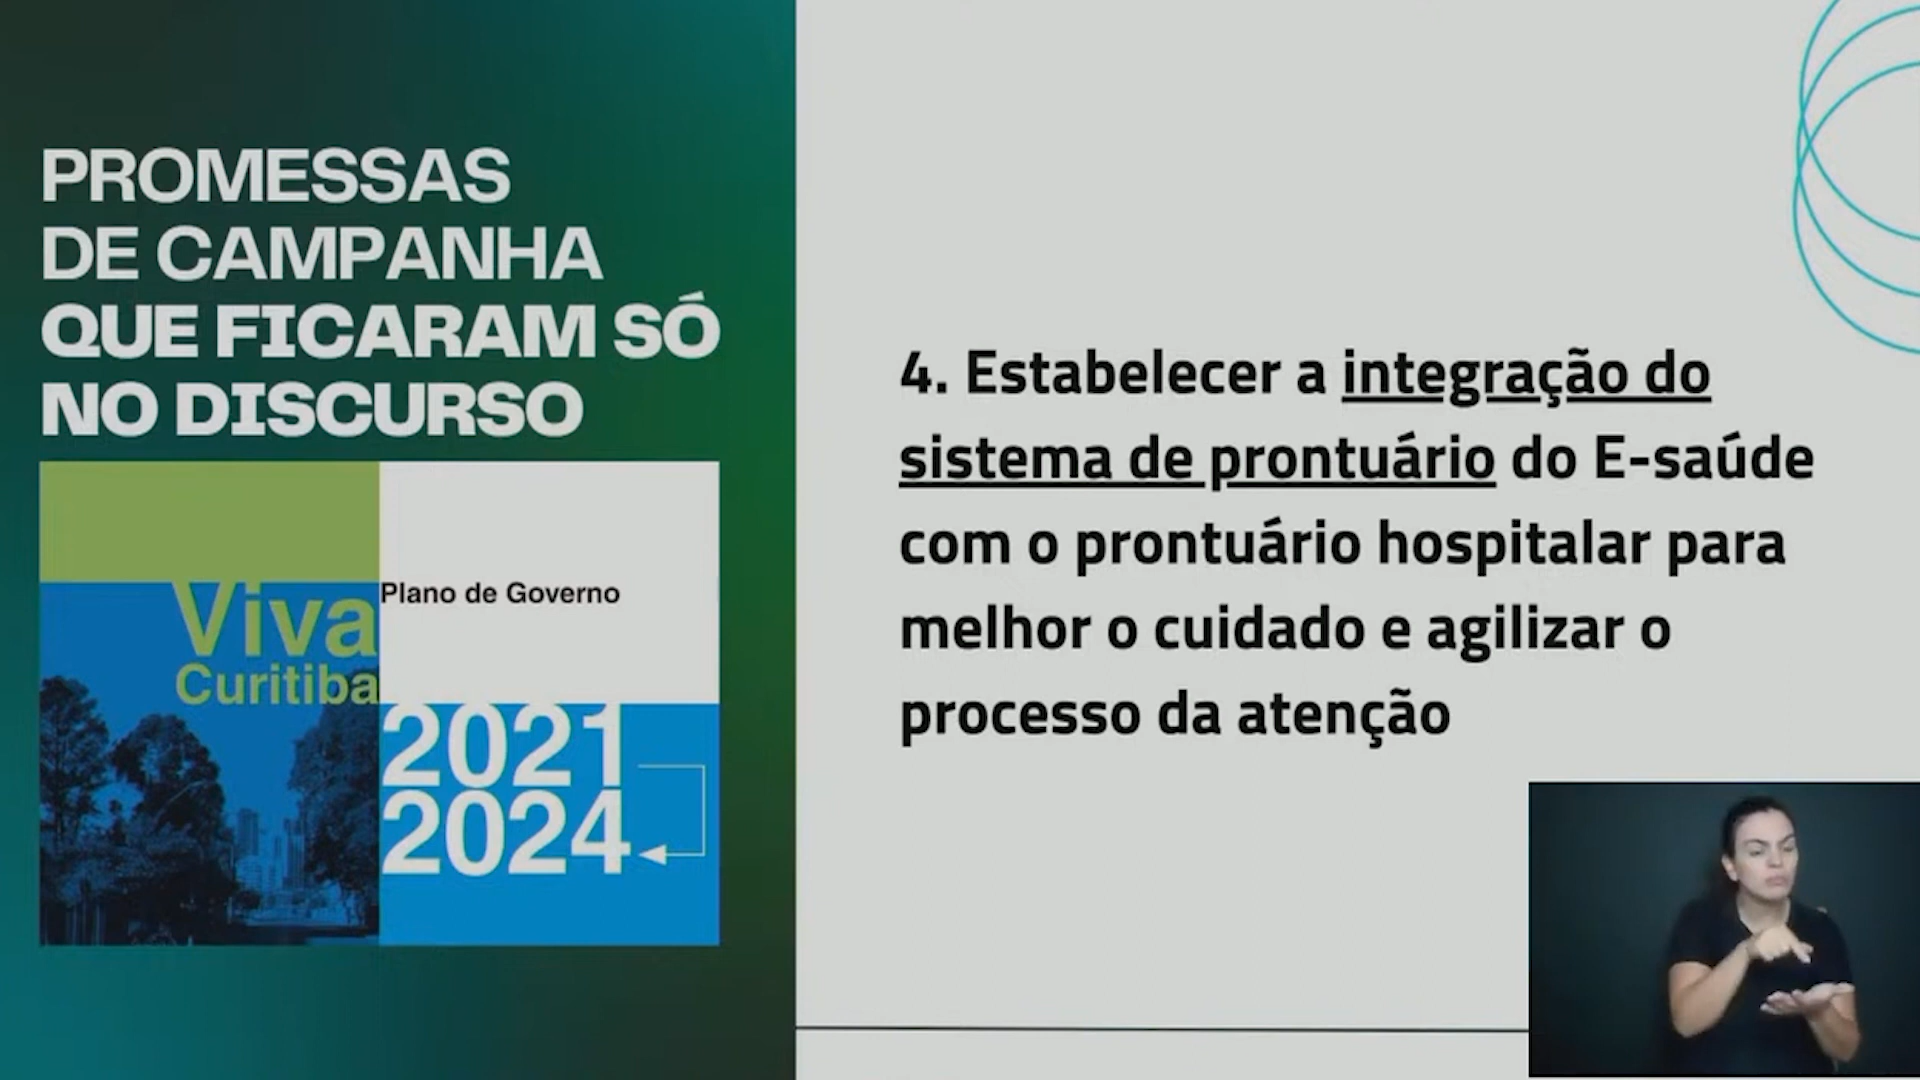 PROMESSAS
DE CAMPANHA
QUE FICARAM SÓ
NO DISCURSO
Viva
Curitiba
Plano de Governo
2021
2024
4. Estabelecer a integração do
sistema de prontuário do E-saúde
com o prontuário hospitalar para
melhor o cuidado e agilizar o
processo da atenção